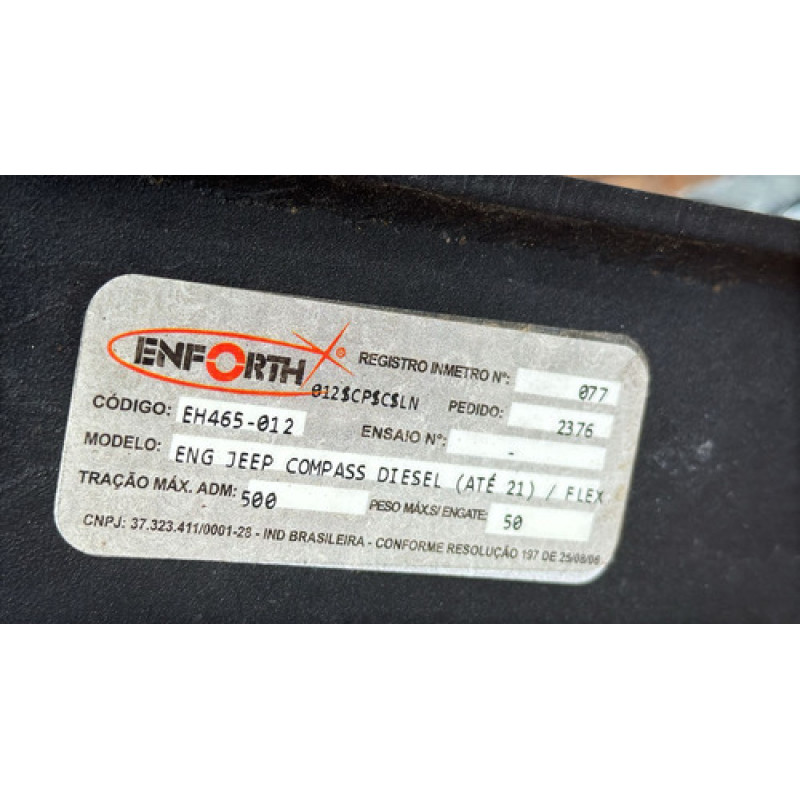 ENFORTH
REGISTRO INMETRO Nº: 077
012$CP$C$LN PEDIDO: 2376
CÓDIGO: EH465-012 ENSAIO Nº: -
MODELO: ENG JEEP COMPASS DIESEL (ATÉ 21) / FLEX
TRAÇÃO MÁX. ADM: 500 PESO MÁX.S/ ENGATE: 50
CNPJ: 37.323.411/0001-28 - IND BRASILEIRA - CONFORME RESOLUÇÃO 197 DE 25/08/06